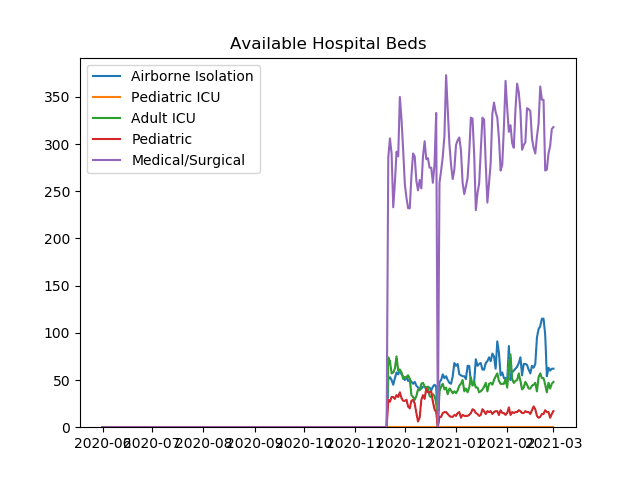 Available Hospital Beds
Airborne Isolation
Pediatric ICU
Adult ICU
Pediatric
Medical/Surgical
350
300
250
200
150
100
50
0
2020-06 2020-07 2020-08 2020-09 2020-10 2020-11 2020-12 2021-01 2021-02 2021-03